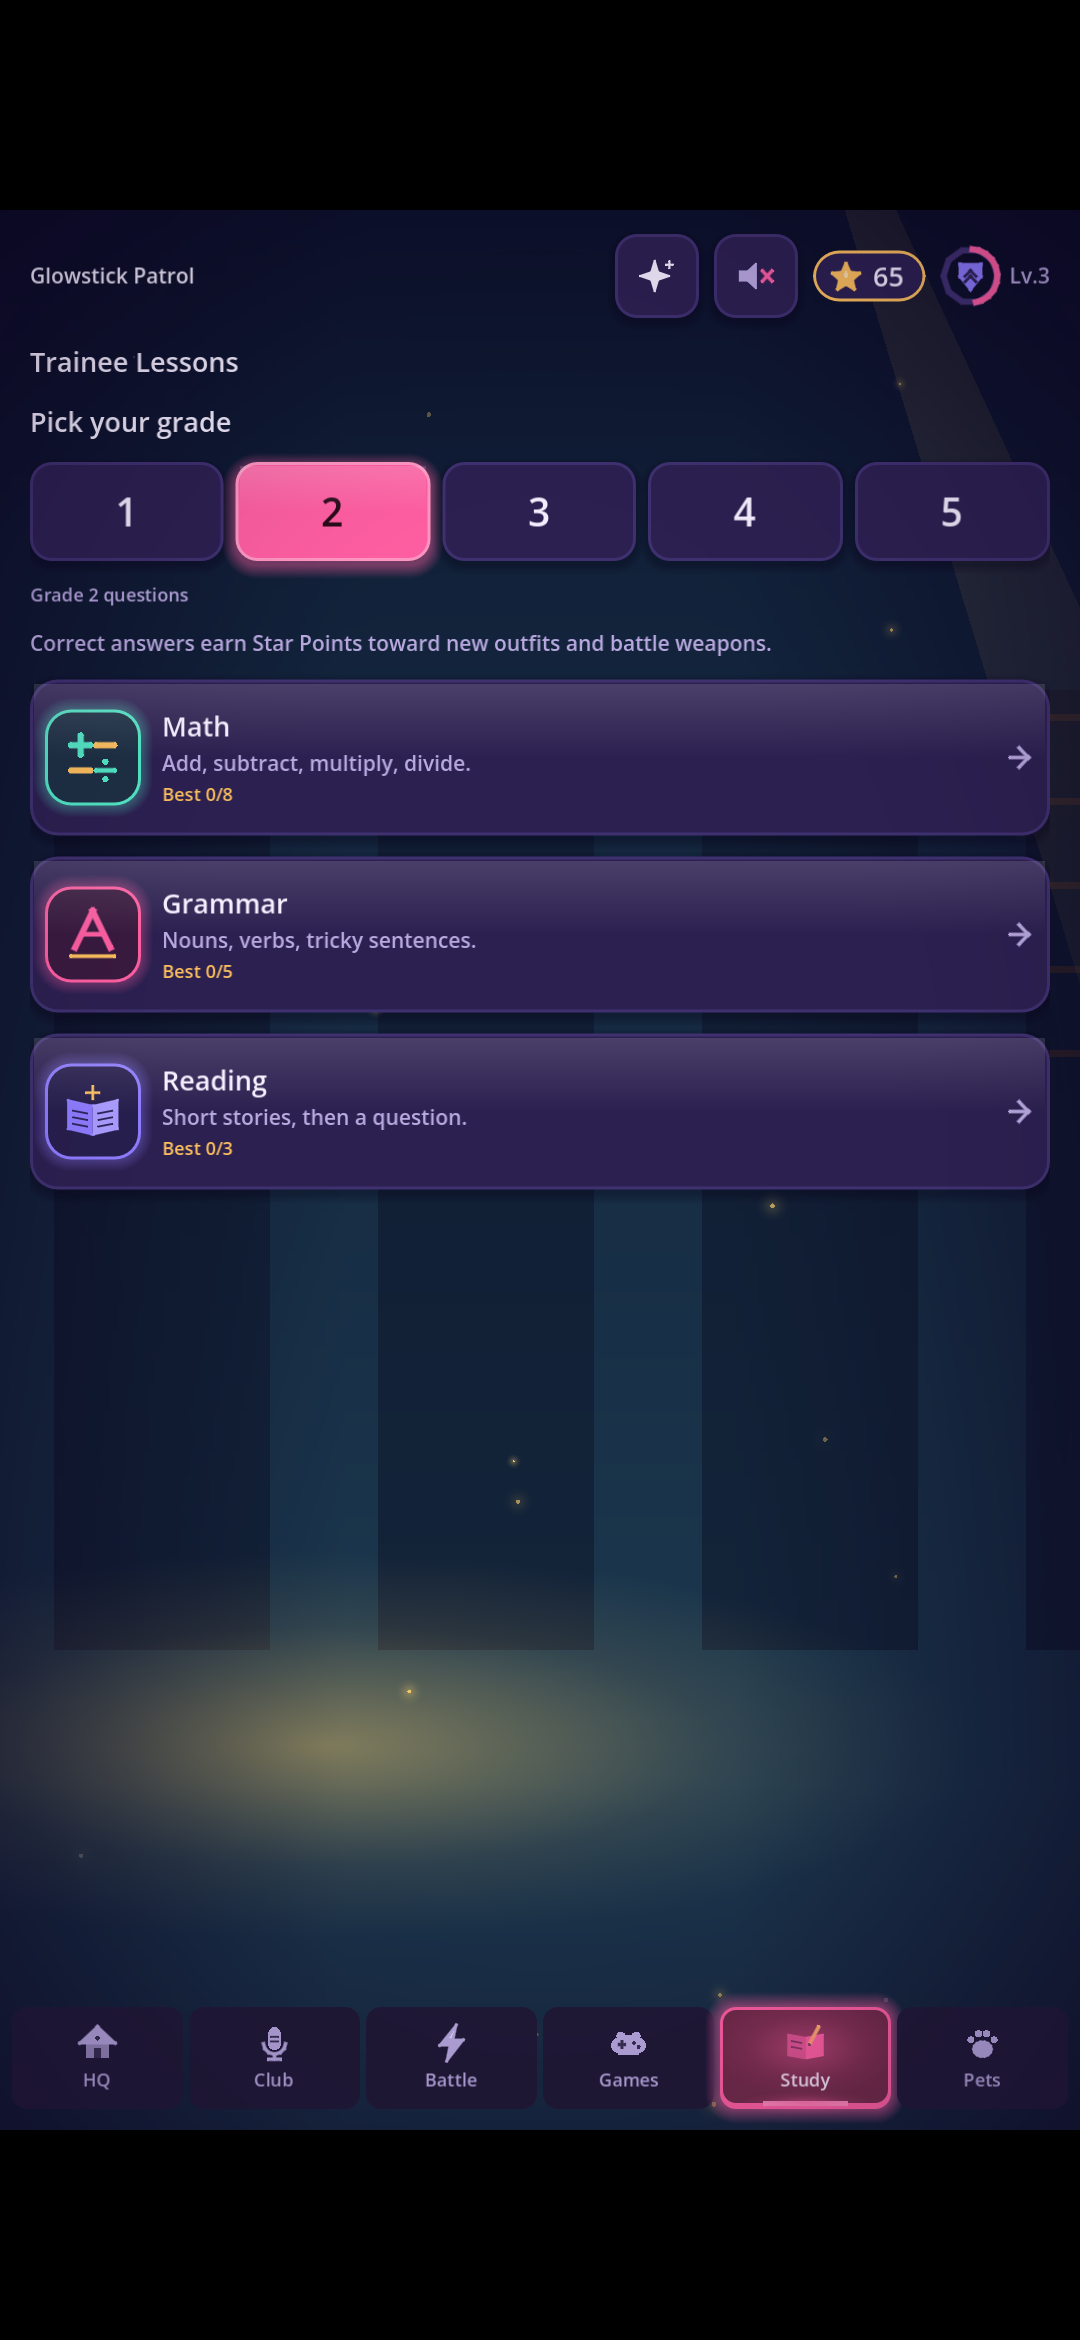 Glowstick Patrol
65
Lv.3
Trainee Lessons
Pick your grade
1
2
3
4
5
Grade 2 questions
Correct answers earn Star Points toward new outfits and battle weapons.
Math
Add, subtract, multiply, divide.
Best 0/8
Grammar
Nouns, verbs, tricky sentences.
Best 0/5
Reading
Short stories, then a question.
Best 0/3
HQ
Club
Battle
Games
Study
Pets